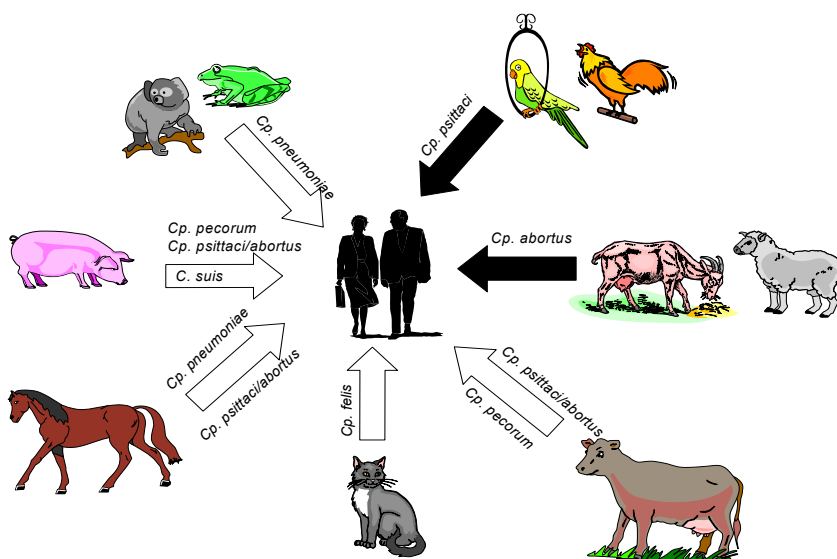 Cp. pneumoniae
Cp. psittaci
Cp. pecorum
Cp. psittaci/abortus
C. suis
Cp. abortus
Cp. pneumoniae
Cp. psittaci/abortus
Cp. felis
Cp. psittaci/abortus
Cp. pecorum